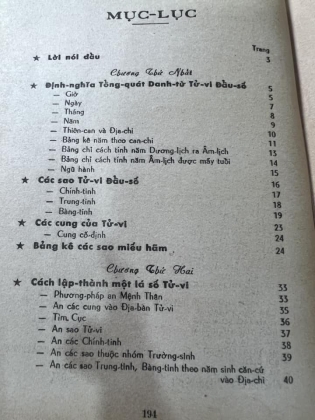 MỤC-LỤC
Trang
★ Lời nói đầu 3
Chương Thứ Nhất
★ Định-nghĩa Tổng-quát Danh-từ Tử-vi Đẩu-số 5
— Giờ 5
— Ngày 7
— Tháng 8
— Năm 9
— Thiên-can và Địa-chi 10
— Bảng kê năm theo can-chi 11
— Bảng chỉ cách tính năm Dương-lịch ra Âm-lịch 13
— Bảng chỉ cách tính năm Âm-lịch được mấy tuổi 14
— Ngũ hành 15
★ Các sao Tử-vi Đẩu-số 16
— Chính-tinh 17
— Trung-tinh 18
— Bàng-tinh 19
★ Các cung của Tử-vi 23
— Cung cố-định 24
★ Bảng kê các sao miếu hãm 24
Chương Thứ Hai
★ Cách lập-thành một lá số Tử-vi 33
— Phương-pháp an Mệnh Thân 33
— An các cung vào Địa-bàn Tử-vi 35
— Tìm Cục 36
— An sao Tử-vi 37
— An các Chính-tinh 38
— An các sao thuộc nhóm Trường-sinh 39
— An các sao Trung-tinh, Bàng-tinh theo năm sinh căn-cứ
vào Địa-chi 40
194